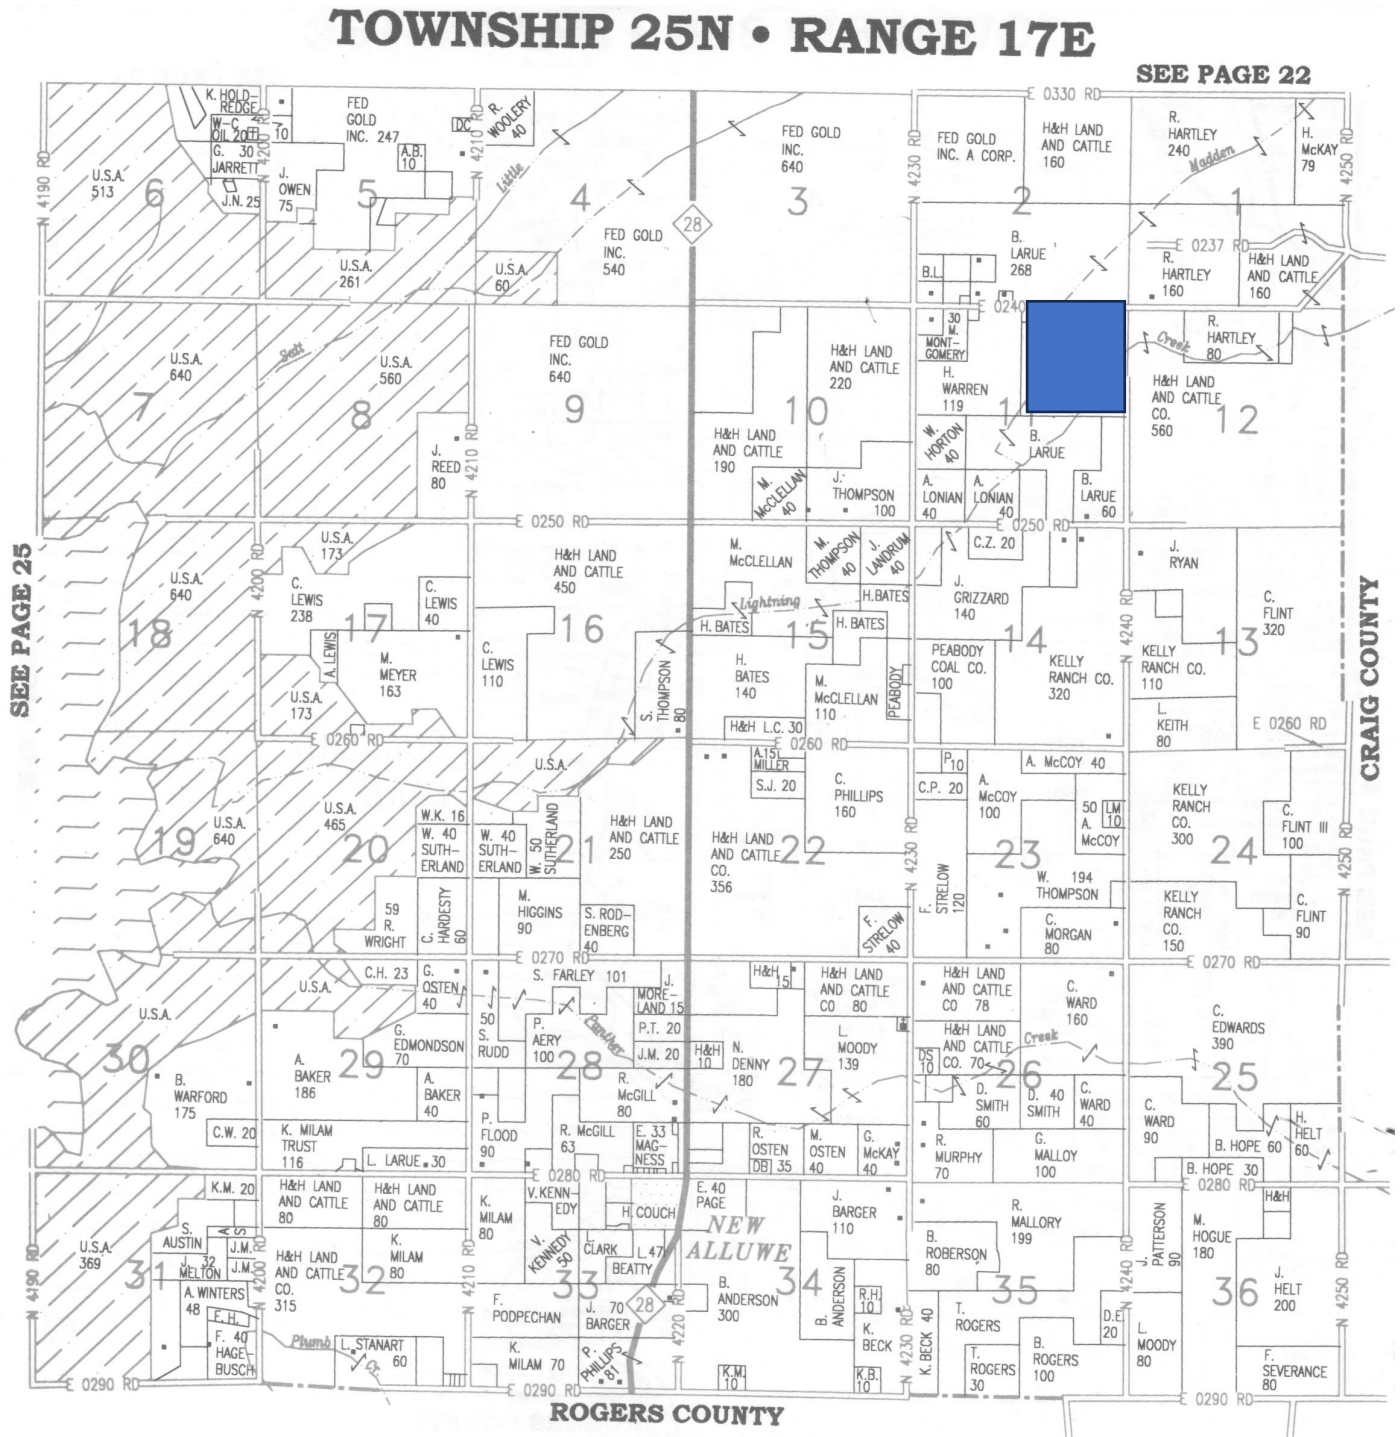 TOWNSHIP 25N • RANGE 17E
SEE PAGE 22
E 0330 RD
N 4190 RD
U.S.A.
513
6
K. HOLD-
REDGE
W-C
OIL 20
G. 30
JARRETT
J.N. 25
N 4200 RD
10
J.
OWEN
75
FED
GOLD
INC. 247
A.B.
10
5
U.S.A.
261
DC
N 4210 RD
R.
WOOLERY
40
Little
4
FED GOLD
INC.
540
U.S.A.
60
28
FED GOLD
INC.
640
3
N 4230 RD
FED GOLD
INC. A CORP.
H&H LAND
AND CATTLE
160
2
B.
LARUE
268
B.L.
R.
HARTLEY
240
Madden
H.
McKAY
79
1
N 4250 RD
E 0237 RD
R.
HARTLEY
160
H&H LAND
AND CATTLE
160
E 0240
U.S.A.
640
7
Salt
U.S.A.
560
8
J.
REED
80
N 4210 RD
FED GOLD
INC.
640
9
H&H LAND
AND CATTLE
220
10
H&H LAND
AND CATTLE
190
M.
McCLELLAN
40
J.
THOMPSON
100
30
M.
MONT-
GOMERY
H.
WARREN
119
W.
HORTON
40
B.
LARUE
A.
LONIAN
40
A.
LONIAN
40
B.
LARUE
60
Creek
R.
HARTLEY
80
H&H LAND
AND CATTLE
CO.
560
12
E 0250 RD
E 0250 RD
SEE PAGE 25
U.S.A.
640
18
N 4200 RD
U.S.A.
173
C.
LEWIS
238
C.
LEWIS
40
17
A. LEWIS
M.
MEYER
163
U.S.A.
173
H&H LAND
AND CATTLE
450
16
C.
LEWIS
110
S.
THOMPSON
80
M.
McCLELLAN
M.
THOMPSON
40
J.
LANDRUM
40
H.BATES
Lightning
H. BATES
15
H. BATES
H.
BATES
140
M.
McCLELLAN
110
PEABODY
H&H L.C. 30
C.Z. 20
J.
GRIZZARD
140
14
PEABODY
COAL CO.
100
KELLY
RANCH CO.
320
N 4240 RD
J.
RYAN
C.
FLINT
320
13
KELLY
RANCH CO.
110
L.
KEITH
80
E 0260 RD
CRAIG COUNTY
E 0260 RD
E 0260 RD
U.S.A.
640
19
U.S.A.
465
20
W.K. 16
W. 40
SUTH-
ERLAND
59
R.
WRIGHT
C.
HARDESTY
60
U.S.A.
W. 40
SUTH-
ERLAND
W. 50
SUTHERLAND
21
H&H LAND
AND CATTLE
250
M.
HIGGINS
90
S. ROD-
ENBERG
40
A.15
MILLER
S.J. 20
C.
PHILLIPS
160
H&H LAND
AND CATTLE
CO.
356
22
F.
STRELOW
40
N 4230 RD
P10
C.P. 20
A.
McCOY
100
A. McCOY 40
50
A.
McCOY
LM
10
23
F.
STRELOW
120
W. 194
THOMPSON
C.
MORGAN
80
KELLY
RANCH
CO.
300
C.
FLINT III
100
24
KELLY
RANCH
CO.
150
C.
FLINT
90
N 4250 RD
E 0270 RD
E 0270 RD
U.S.A.
30
B.
WARFORD
175
C.W. 20
U.S.A.
C.H. 23
G.
OSTEN
40
G.
EDMONDSON
70
29
A.
BAKER
186
A.
BAKER
40
K. MILAM
TRUST
116
L. LARUE 30
S. FARLEY 101
50
S.
RUDD
P.
AERY
100
Panther
J.
MORE-
LAND 15
P.T. 20
J.M. 20
28
R.
McGILL
80
P.
FLOOD
90
R. McGILL
63
E. 33
MAG-
NESS
H&H
15
H&H LAND
AND CATTLE
CO 80
H&H
10
N.
DENNY
180
27
L.
MOODY
139
R.
OSTEN
35
DB
M.
OSTEN
40
G.
McKAY
40
H&H LAND
AND CATTLE
CO 78
H&H LAND
AND CATTLE
CO. 70
DS
10
26
Creek
C.
WARD
160
D.
SMITH
60
D. 40
SMITH
C.
WARD
40
R.
MURPHY
70
G.
MALLOY
100
C.
EDWARDS
390
25
C.
WARD
90
B. HOPE 60
H.
HELT
60
B. HOPE 30
E 0280 RD
E 0280 RD
N 4190 RD
U.S.A.
369
31
K.M. 20
S.
AUSTIN
A
S
J.M.
J.M.
J. 32
MELTON
A. WINTERS
48
F. H.
F. 40
HAGE-
BUSCH
N 4200 RD
H&H LAND
AND CATTLE
80
H&H LAND
AND CATTLE
80
H&H LAND
AND CATTLE
CO.
315
32
K.
MILAM
80
Plumb
Cr.
L. STANART
60
N 4210 RD
K.
MILAM
80
V.KENN-
EDY
V.
KENNEDY
50
H. COUCH
L.
CLARK
L. 47
BEATTY
33
F.
PODPECHAN
J. 70
BARGER
K.
MILAM 70
P.
PHILLIPS
81
28
N 4220 RD
E. 40
PAGE
NEW
ALLUWE
J.
BARGER
110
34
B.
ANDERSON
300
B.
ANDERSON
R.H.
10
K.
BECK
K.M.
10
K.B.
10
N 4230 RD
R.
MALLORY
199
B.
ROBERSON
80
35
K. BECK 40
T.
ROGERS
T.
ROGERS
30
B.
ROGERS
100
D.E.
20
N 4240 RD
J.
PATTERSON
90
M.
HOGUE
180
H&H
36
J.
HELT
200
L.
MOODY
80
F.
SEVERANCE
80
N 4250 RD
E 0290 RD
E 0290 RD
E 0290 RD
ROGERS COUNTY